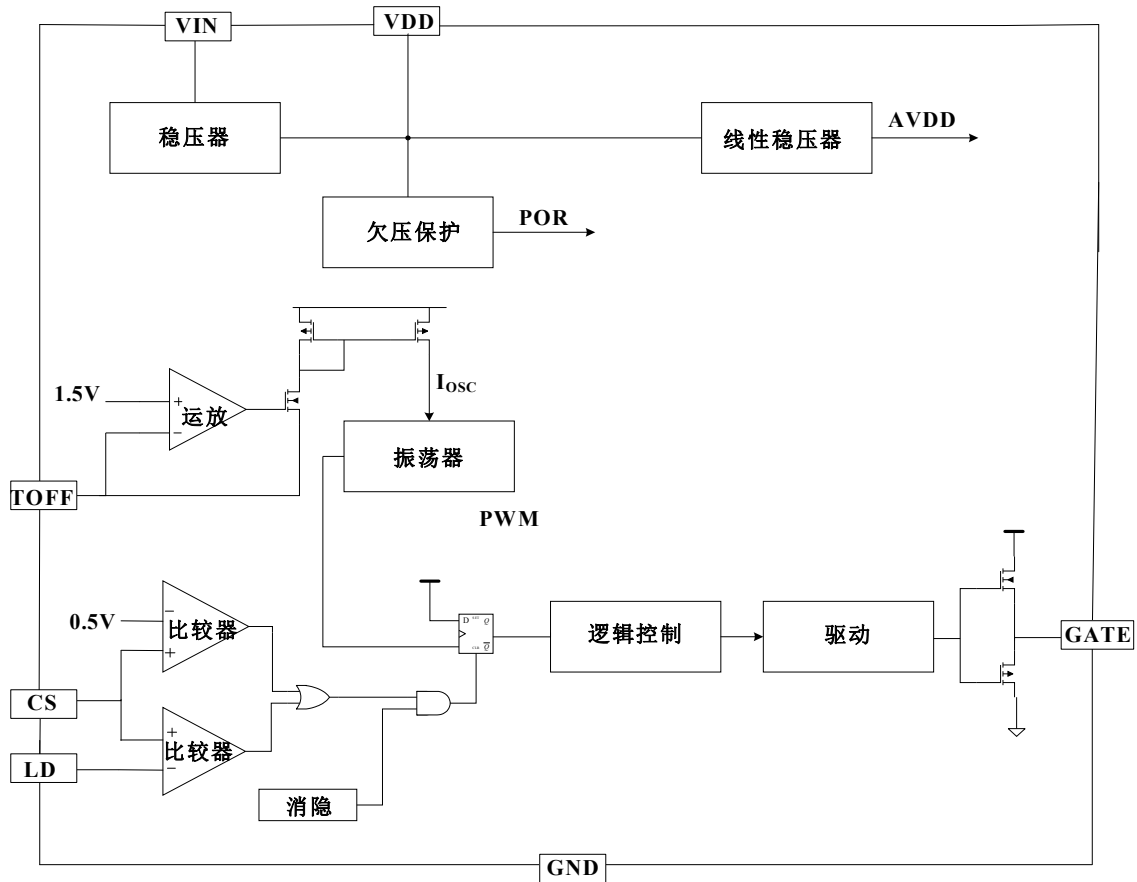 VIN
VDD
稳压器
线性稳压器
AVDD
欠压保护
POR
1.5V
+
−
运放
I_OSC
振荡器
TOFF
PWM
0.5V
−
+
比较器
D
Q
Q̅
逻辑控制
驱动
GATE
CS
+
−
比较器
LD
消隐
GND